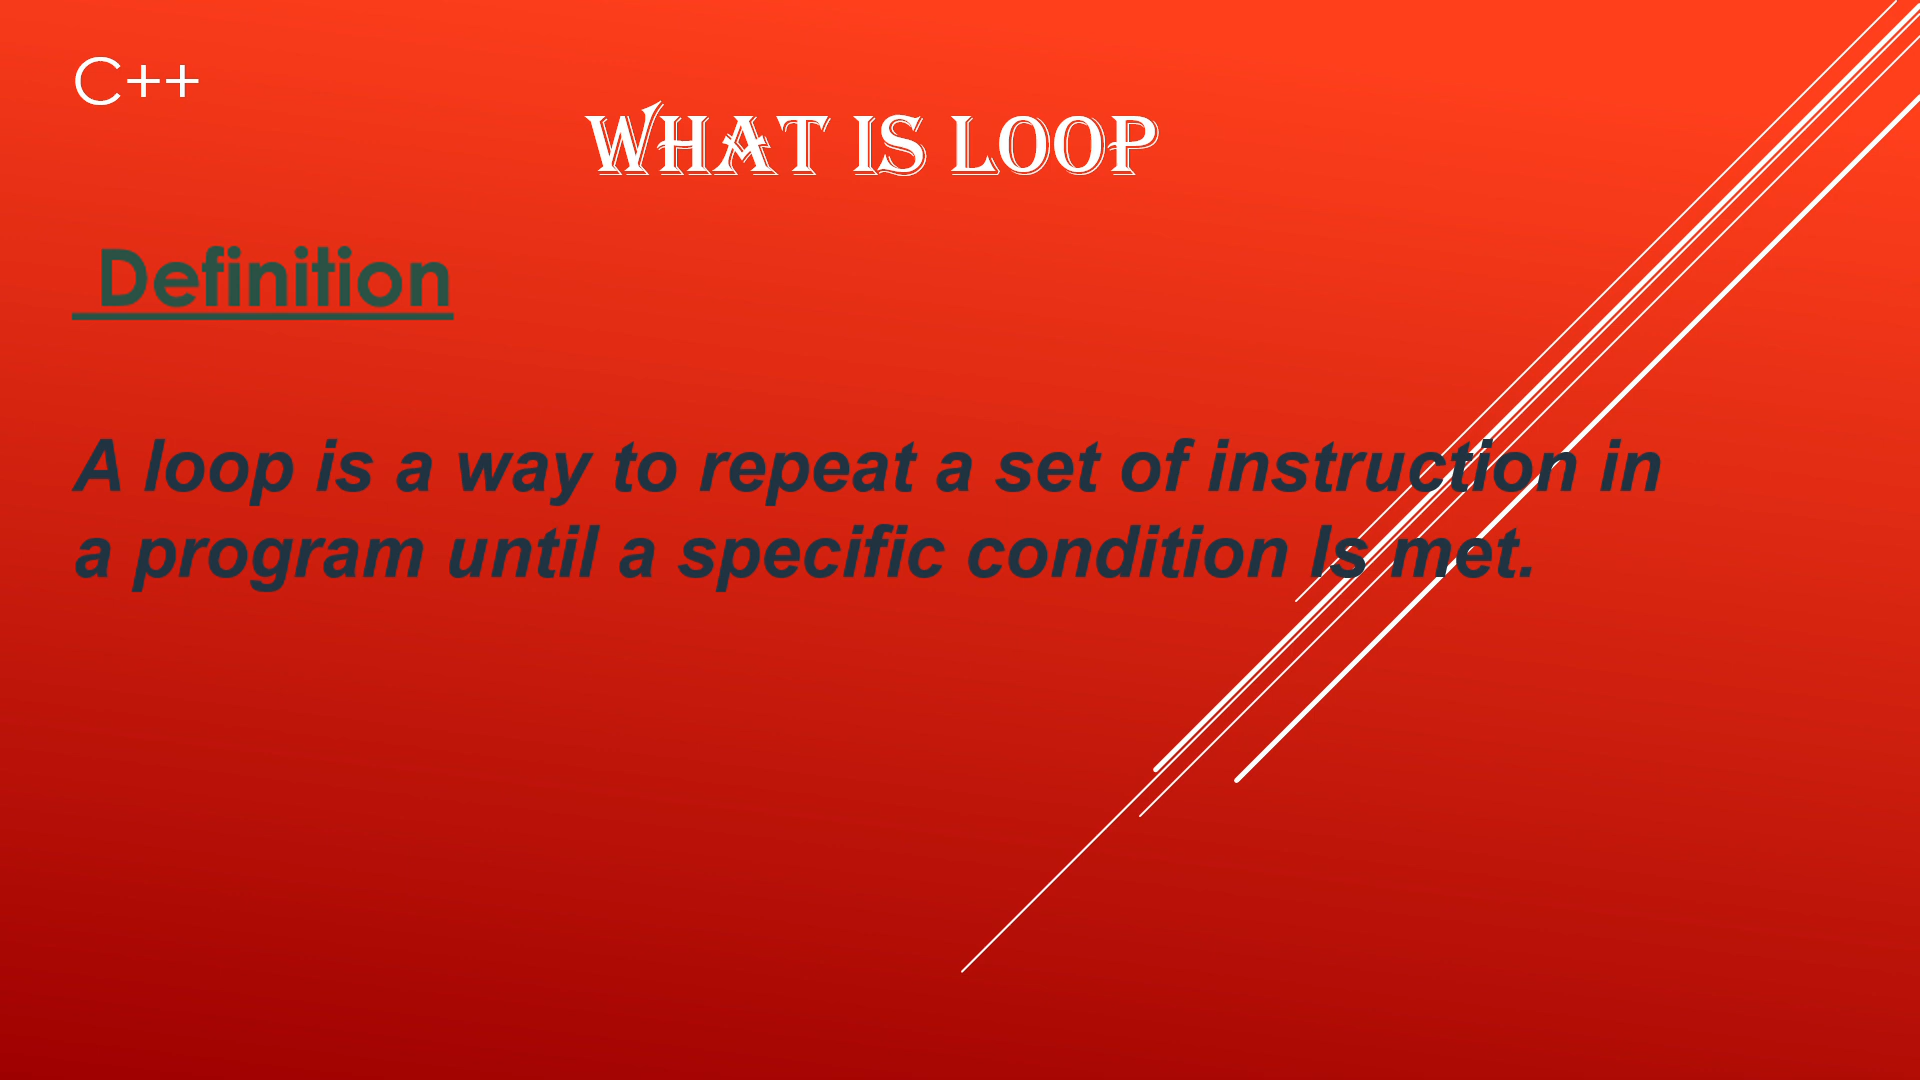 C++
WHAT IS LOOP
Definition
A loop is a way to repeat a set of instruction in
a program until a specific condition Is met.